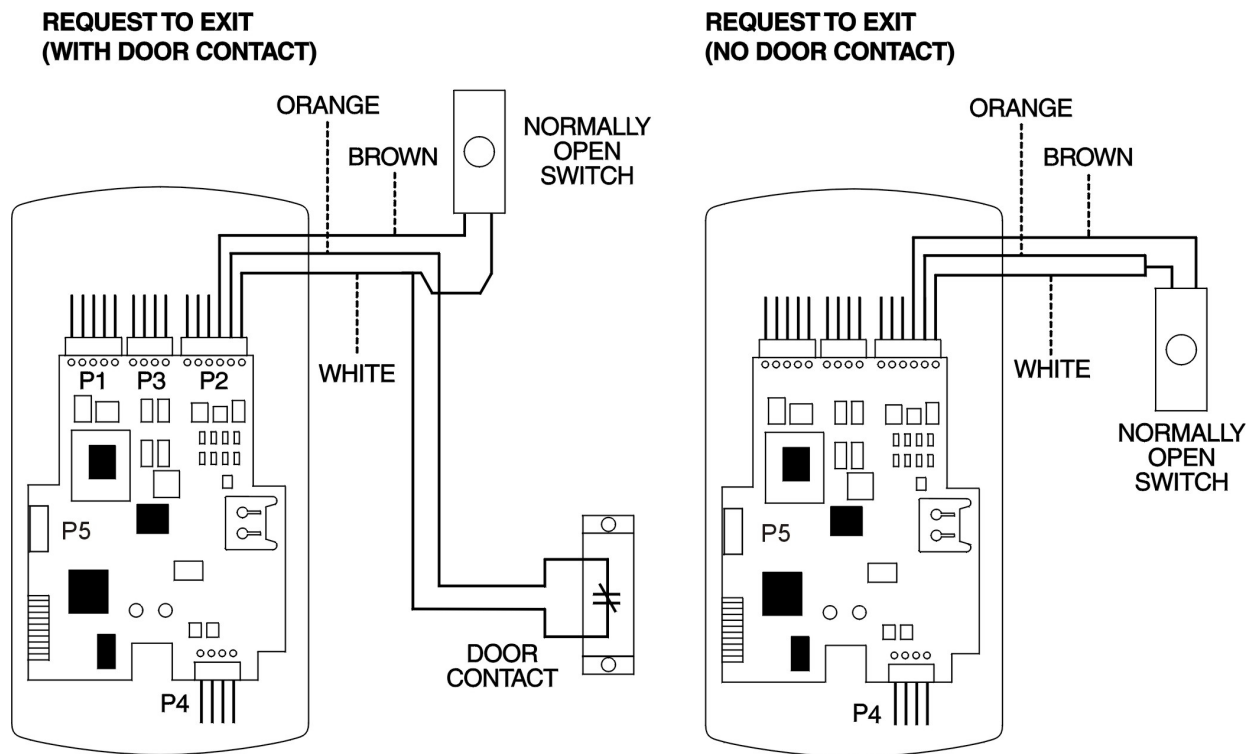 REQUEST TO EXIT
(WITH DOOR CONTACT)
ORANGE
BROWN
NORMALLY
OPEN
SWITCH
WHITE
P1
P3
P2
P5
DOOR
CONTACT
P4
REQUEST TO EXIT
(NO DOOR CONTACT)
ORANGE
BROWN
WHITE
NORMALLY
OPEN
SWITCH
P5
P4